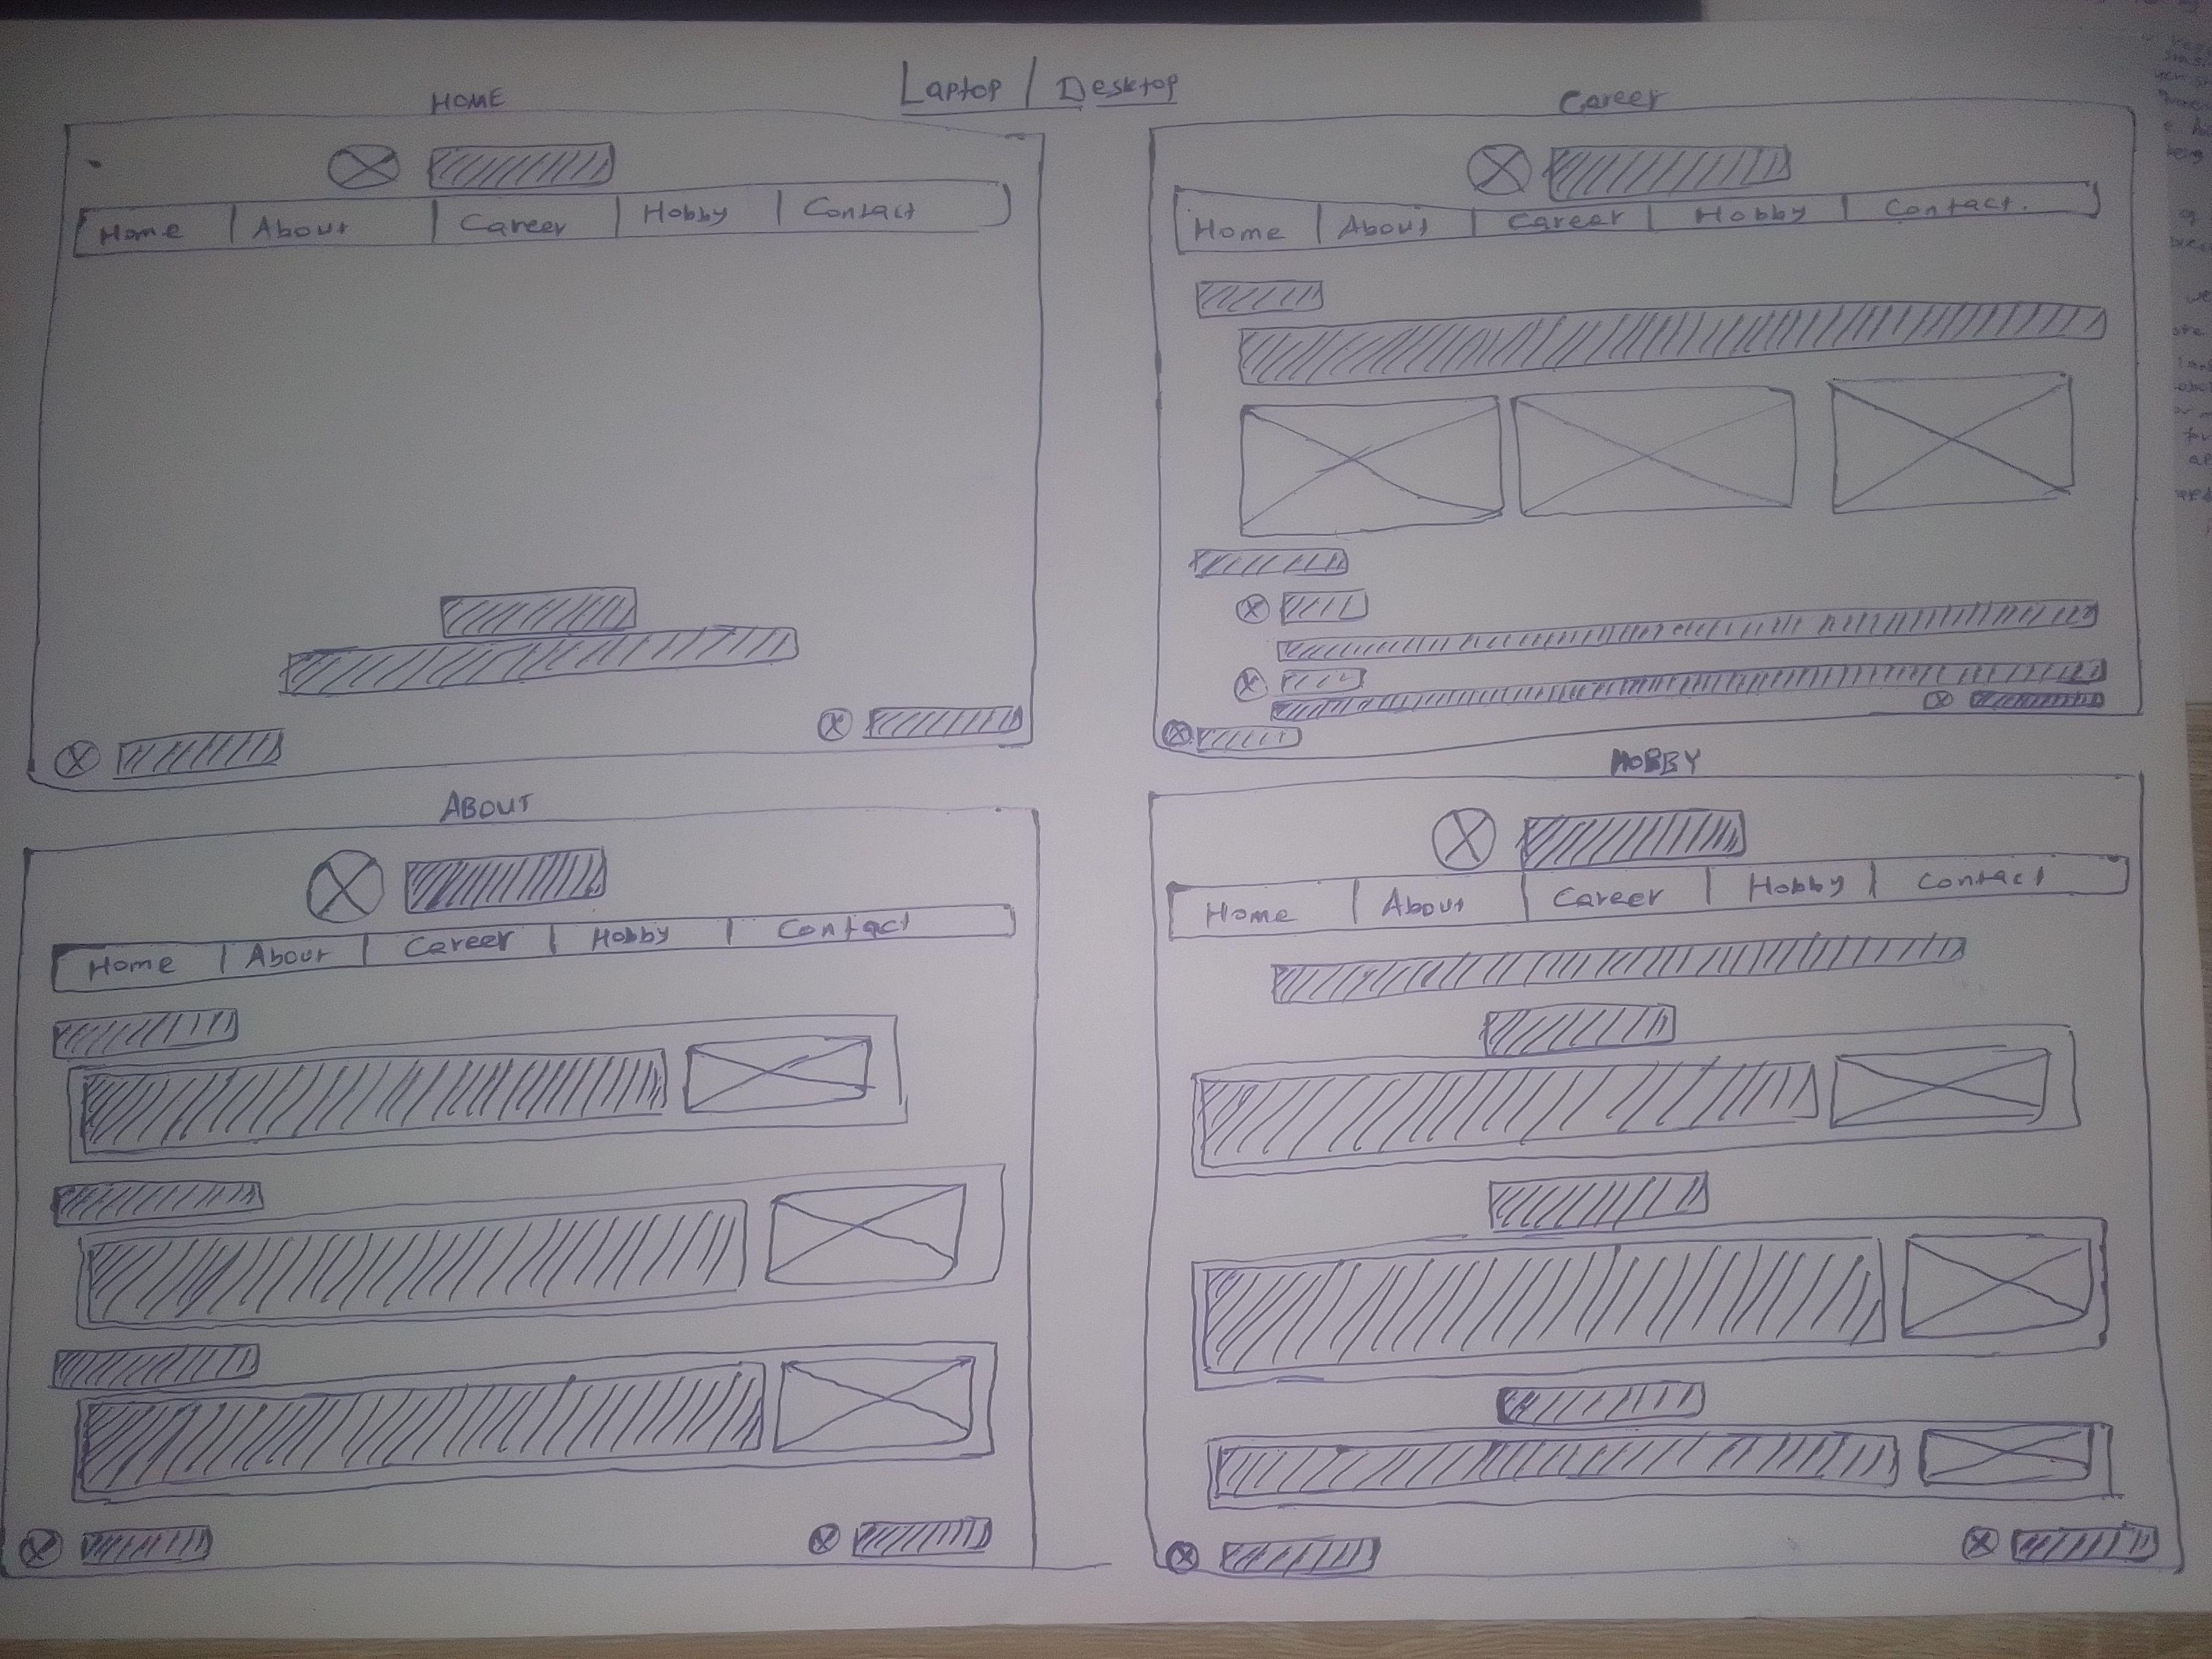 Laptop / Desktop
HOME
Home | About | Career | Hobby | Contact
Career
Home | About | Career | Hobby | Contact.
ABOUT
Home | About | Career | Hobby | Contact
HOBBY
Home | About | Career | Hobby | Contact